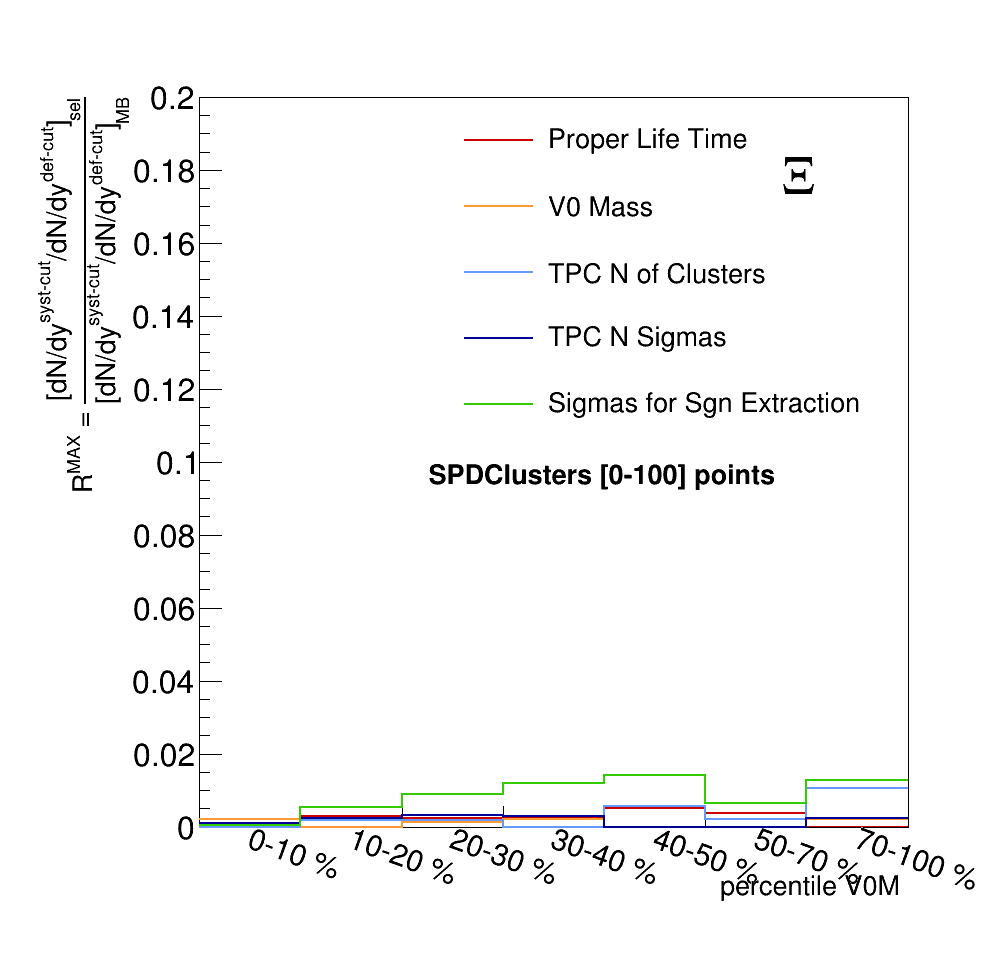 R^MAX = [dN/dy^syst-cut/dN/dy^def-cut]_sel
[dN/dy^syst-cut/dN/dy^def-cut]_MB
0.2
0.18
0.16
0.14
0.12
0.1
0.08
0.06
0.04
0.02
0
Proper Life Time
V0 Mass
TPC N of Clusters
TPC N Sigmas
Sigmas for Sgn Extraction
Ξ
SPDClusters [0-100] points
0-10 %
10-20 %
20-30 %
30-40 %
40-50 %
50-70 %
70-100 %
percentile V0M